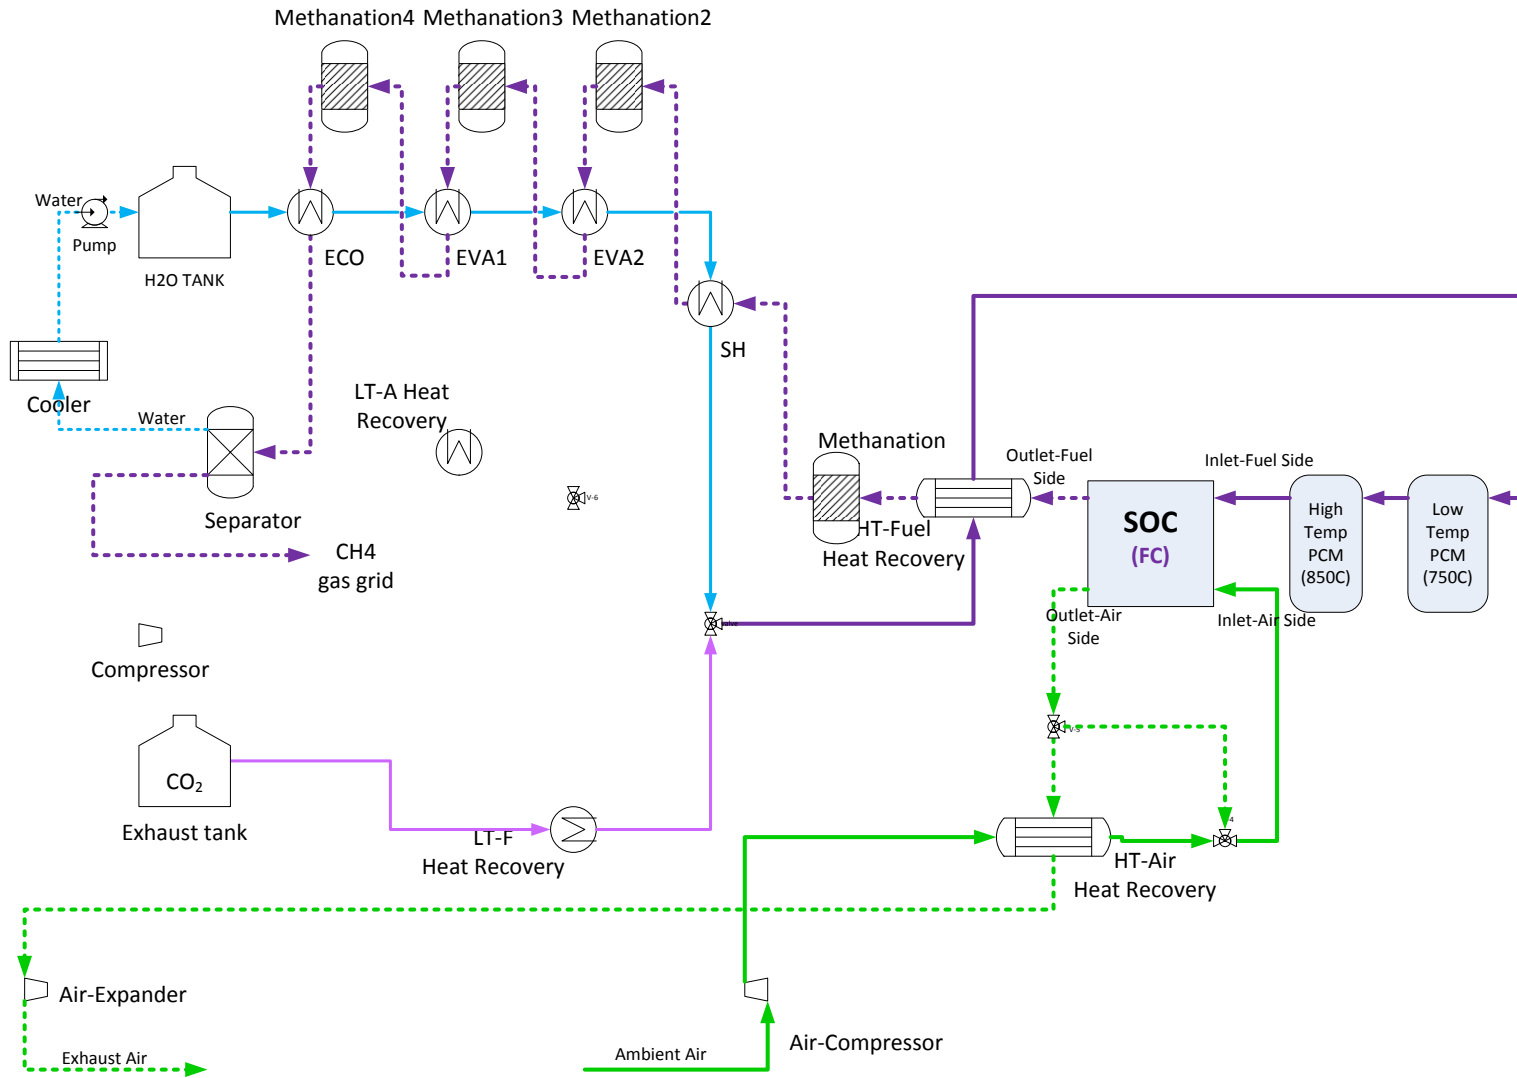 Methanation4 Methanation3 Methanation2
Water
Pump
H2O TANK
ECO
EVA1
EVA2
SH
Cooler
Water
LT-A Heat
Recovery
Separator
CH4
gas grid
V-6
Methanation
HT-Fuel
Heat Recovery
Outlet-Fuel
Side
Inlet-Fuel Side
SOC
(FC)
High
Temp
PCM
(850C)
Low
Temp
PCM
(750C)
Outlet-Air
Side
Inlet-Air Side
Compressor
CO₂
Exhaust tank
LT-F
Heat Recovery
V-5
4
HT-Air
Heat Recovery
Air-Expander
Exhaust Air
Ambient Air
Air-Compressor